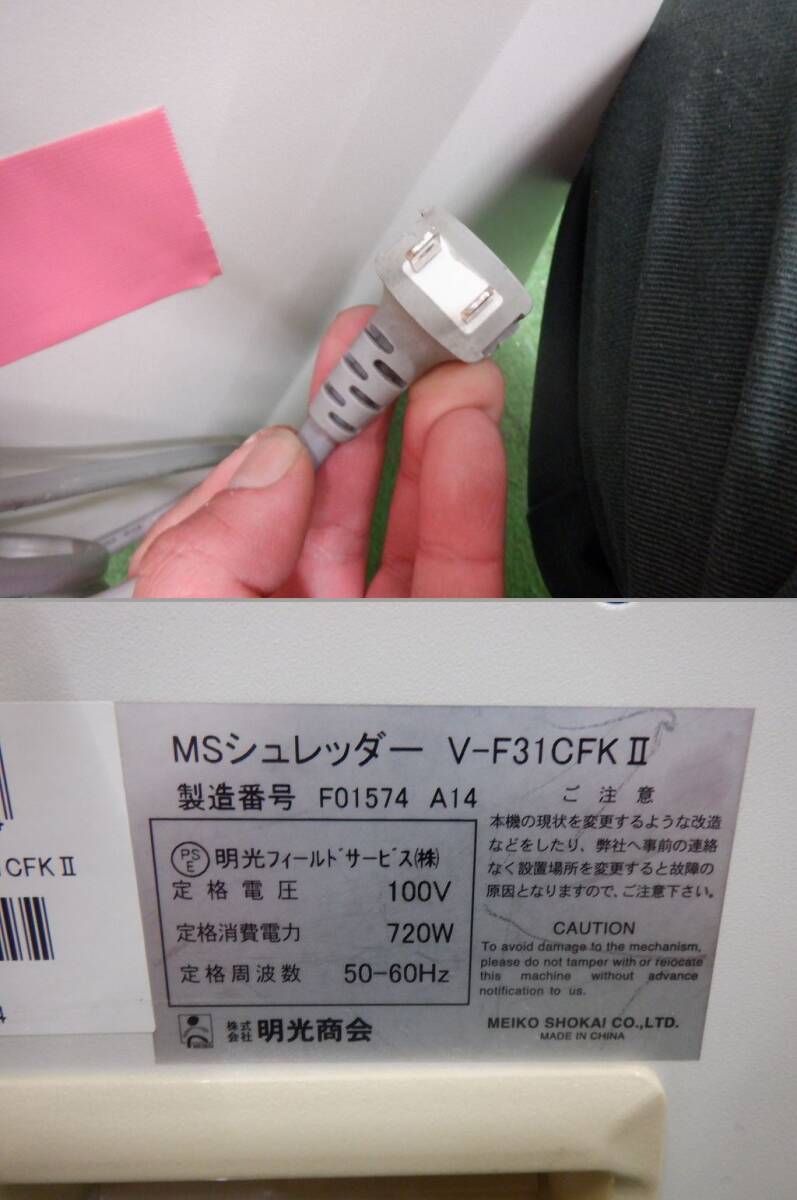 MSシュレッダー V-F31CFKⅡ
製造番号 F01574 A14
PSE 明光フィールドサービス(株)
定格電圧 100V
定格消費電力 720W
定格周波数 50-60Hz
株式会社 明光商会
ご注意
本機の現状を変更するような改造
などをしたり、弊社へ事前の連絡
なく設置場所を変更すると故障の
原因となりますので、ご注意下さい。
CAUTION
To avoid damage to the mechanism,
please do not tamper with or relocate
this machine without advance
notification to us.
MEIKO SHOKAI CO.,LTD.
MADE IN CHINA
CFKⅡ
4